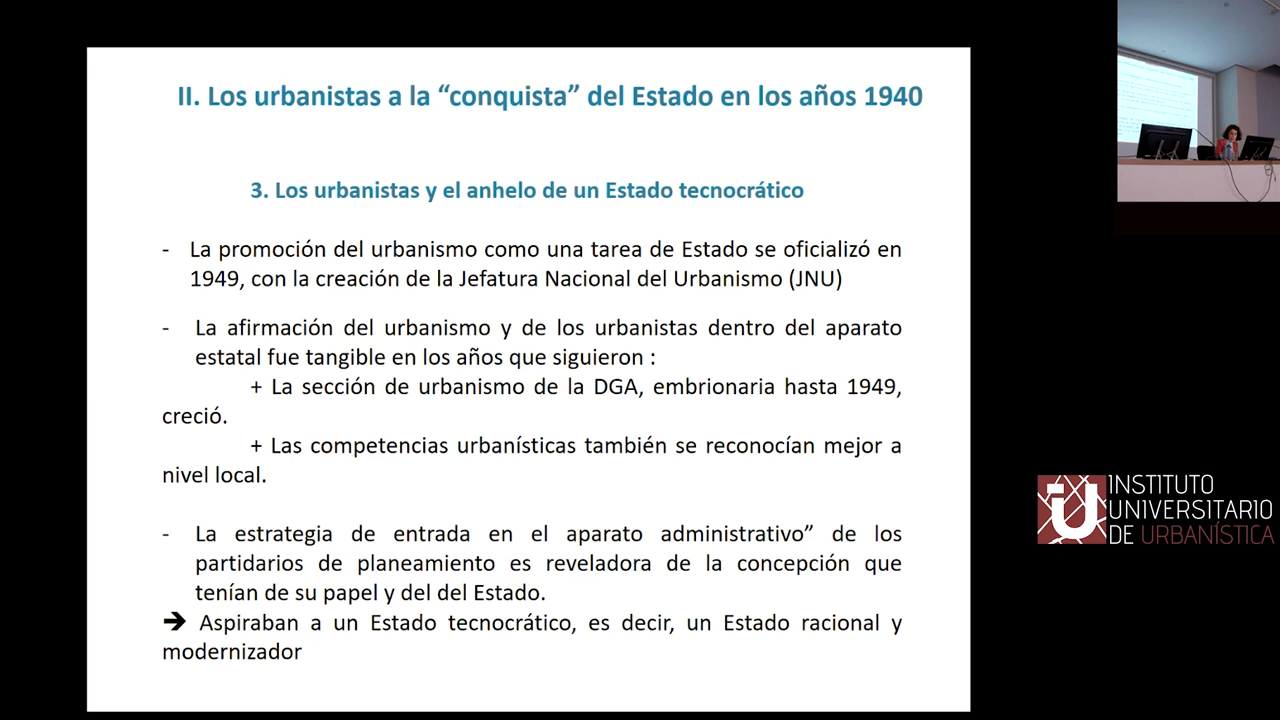 II. Los urbanistas a la “conquista” del Estado en los años 1940
3. Los urbanistas y el anhelo de un Estado tecnocrático
- La promoción del urbanismo como una tarea de Estado se oficializó en
1949, con la creación de la Jefatura Nacional del Urbanismo (JNU)
- La afirmación del urbanismo y de los urbanistas dentro del aparato
estatal fue tangible en los años que siguieron :
+ La sección de urbanismo de la DGA, embrionaria hasta 1949,
creció.
+ Las competencias urbanísticas también se reconocían mejor a
nivel local.
- La estrategia de entrada en el aparato administrativo” de los
partidarios de planeamiento es reveladora de la concepción que
tenían de su papel y del del Estado.
➔ Aspiraban a un Estado tecnocrático, es decir, un Estado racional y
modernizador
INSTITUTO
UNIVERSITARIO
DE URBANÍSTICA